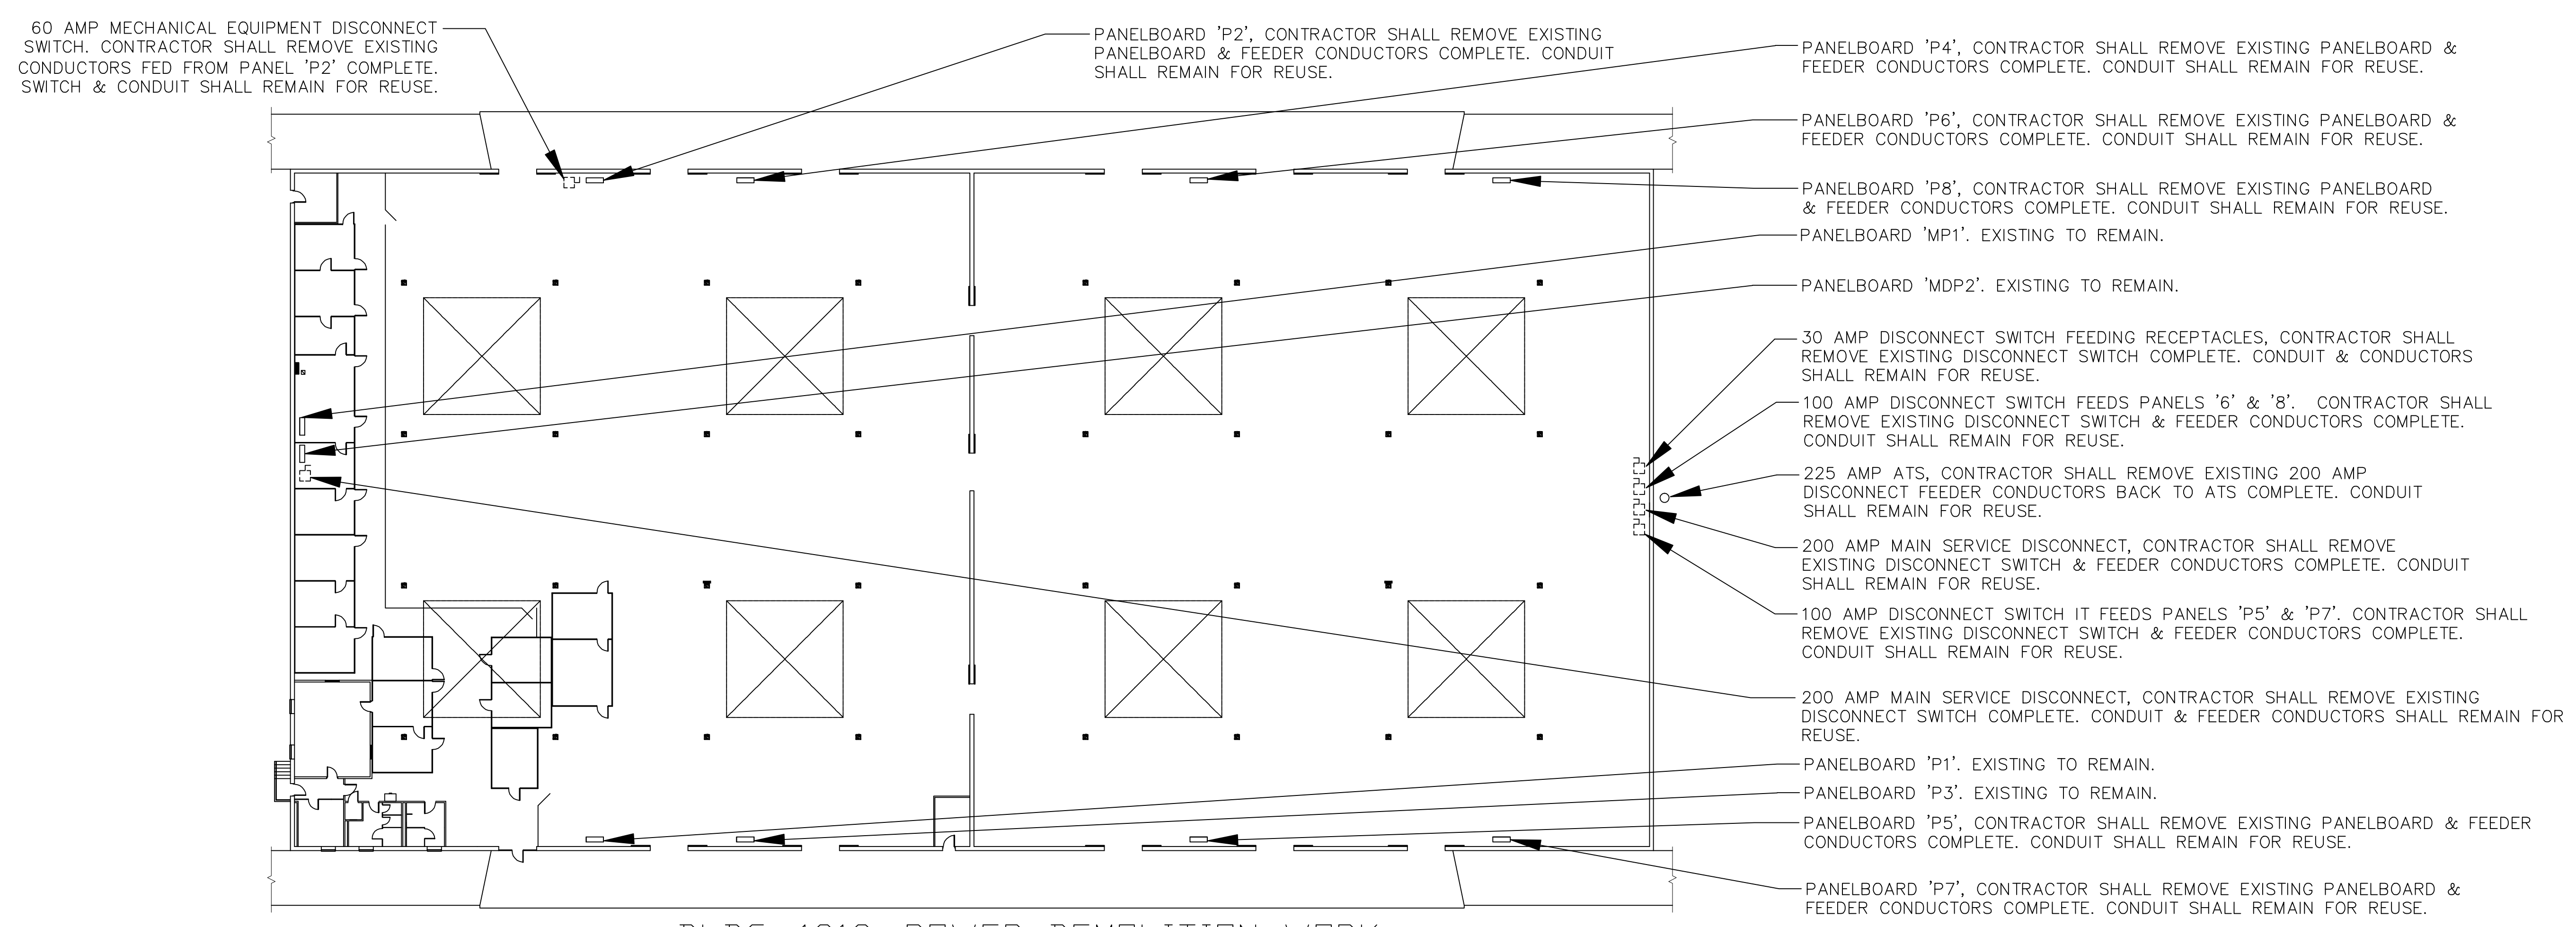 60 AMP MECHANICAL EQUIPMENT DISCONNECT
SWITCH. CONTRACTOR SHALL REMOVE EXISTING
CONDUCTORS FED FROM PANEL 'P2' COMPLETE.
SWITCH & CONDUIT SHALL REMAIN FOR REUSE.
PANELBOARD 'P2', CONTRACTOR SHALL REMOVE EXISTING
PANELBOARD & FEEDER CONDUCTORS COMPLETE. CONDUIT
SHALL REMAIN FOR REUSE.
PANELBOARD 'P4', CONTRACTOR SHALL REMOVE EXISTING PANELBOARD &
FEEDER CONDUCTORS COMPLETE. CONDUIT SHALL REMAIN FOR REUSE.
PANELBOARD 'P6', CONTRACTOR SHALL REMOVE EXISTING PANELBOARD &
FEEDER CONDUCTORS COMPLETE. CONDUIT SHALL REMAIN FOR REUSE.
PANELBOARD 'P8', CONTRACTOR SHALL REMOVE EXISTING PANELBOARD
& FEEDER CONDUCTORS COMPLETE. CONDUIT SHALL REMAIN FOR REUSE.
PANELBOARD 'MP1'. EXISTING TO REMAIN.
PANELBOARD 'MDP2'. EXISTING TO REMAIN.
30 AMP DISCONNECT SWITCH FEEDING RECEPTACLES, CONTRACTOR SHALL
REMOVE EXISTING DISCONNECT SWITCH COMPLETE. CONDUIT & CONDUCTORS
SHALL REMAIN FOR REUSE.
100 AMP DISCONNECT SWITCH FEEDS PANELS '6' & '8'. CONTRACTOR SHALL
REMOVE EXISTING DISCONNECT SWITCH & FEEDER CONDUCTORS COMPLETE.
CONDUIT SHALL REMAIN FOR REUSE.
225 AMP ATS, CONTRACTOR SHALL REMOVE EXISTING 200 AMP
DISCONNECT FEEDER CONDUCTORS BACK TO ATS COMPLETE. CONDUIT
SHALL REMAIN FOR REUSE.
200 AMP MAIN SERVICE DISCONNECT, CONTRACTOR SHALL REMOVE
EXISTING DISCONNECT SWITCH & FEEDER CONDUCTORS COMPLETE. CONDUIT
SHALL REMAIN FOR REUSE.
100 AMP DISCONNECT SWITCH IT FEEDS PANELS 'P5' & 'P7'. CONTRACTOR SHALL
REMOVE EXISTING DISCONNECT SWITCH & FEEDER CONDUCTORS COMPLETE.
CONDUIT SHALL REMAIN FOR REUSE.
200 AMP MAIN SERVICE DISCONNECT, CONTRACTOR SHALL REMOVE EXISTING
DISCONNECT SWITCH COMPLETE. CONDUIT & FEEDER CONDUCTORS SHALL REMAIN FOR
REUSE.
PANELBOARD 'P1'. EXISTING TO REMAIN.
PANELBOARD 'P3'. EXISTING TO REMAIN.
PANELBOARD 'P5', CONTRACTOR SHALL REMOVE EXISTING PANELBOARD & FEEDER
CONDUCTORS COMPLETE. CONDUIT SHALL REMAIN FOR REUSE.
PANELBOARD 'P7', CONTRACTOR SHALL REMOVE EXISTING PANELBOARD &
FEEDER CONDUCTORS COMPLETE. CONDUIT SHALL REMAIN FOR REUSE.